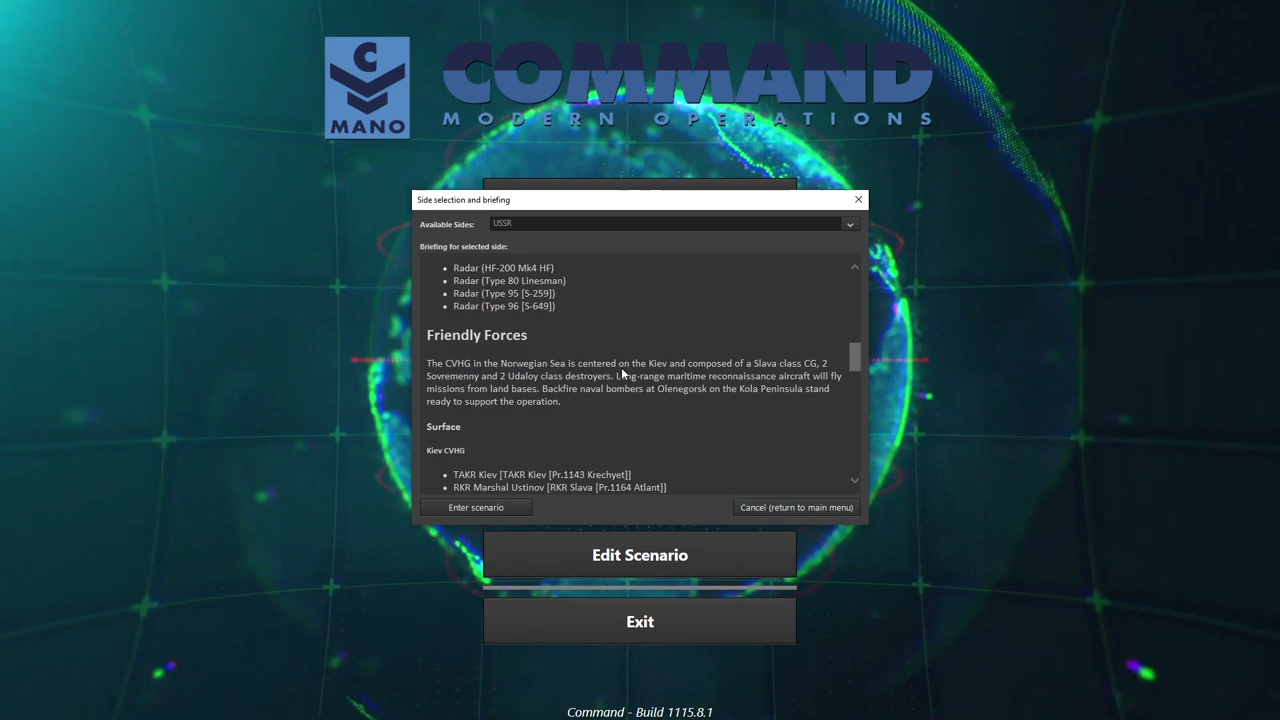 C
MANO
COMMAND
MODERN OPERATIONS
Side selection and briefing
Available Sides: USSR
Briefing for selected side:
• Radar (HF-200 Mk4 HF)
• Radar (Type 80 Linesman)
• Radar (Type 95 [S-259])
• Radar (Type 96 [S-649])
Friendly Forces
The CVHG in the Norwegian Sea is centered on the Kiev and composed of a Slava class CG, 2
Sovremenny and 2 Udaloy class destroyers. Long-range maritime reconnaissance aircraft will fly
missions from land bases. Backfire naval bombers at Olenegorsk on the Kola Peninsula stand
ready to support the operation.
Surface
Kiev CVHG
• TAKR Kiev [TAKR Kiev [Pr.1143 Krechyet]]
• RKR Marshal Ustinov [RKR Slava [Pr.1164 Atlant]]
Enter scenario
Cancel (return to main menu)
Edit Scenario
Exit
Command - Build 1115.8.1